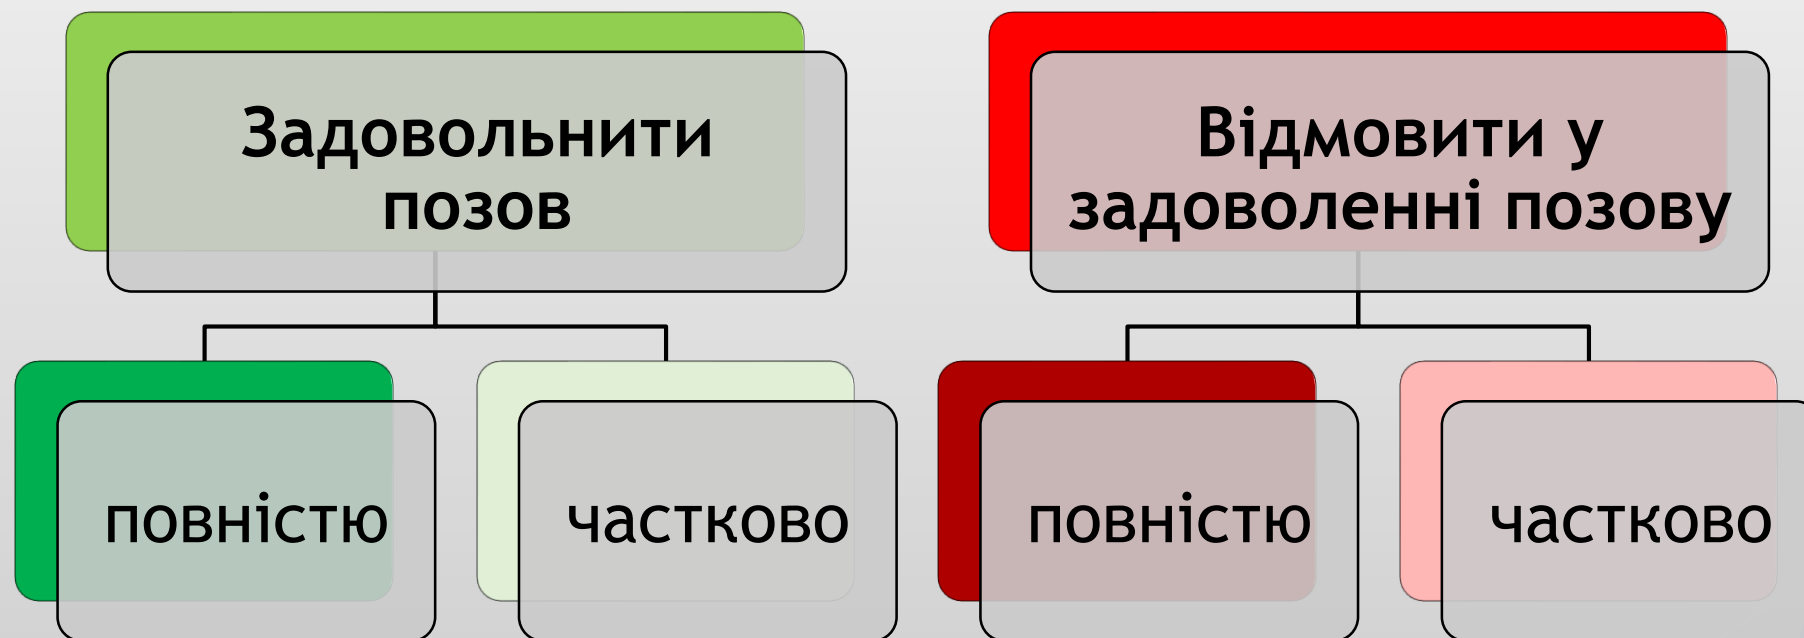 Задовольнити
позов
Відмовити у
задоволенні позову
повністю
частково
повністю
частково